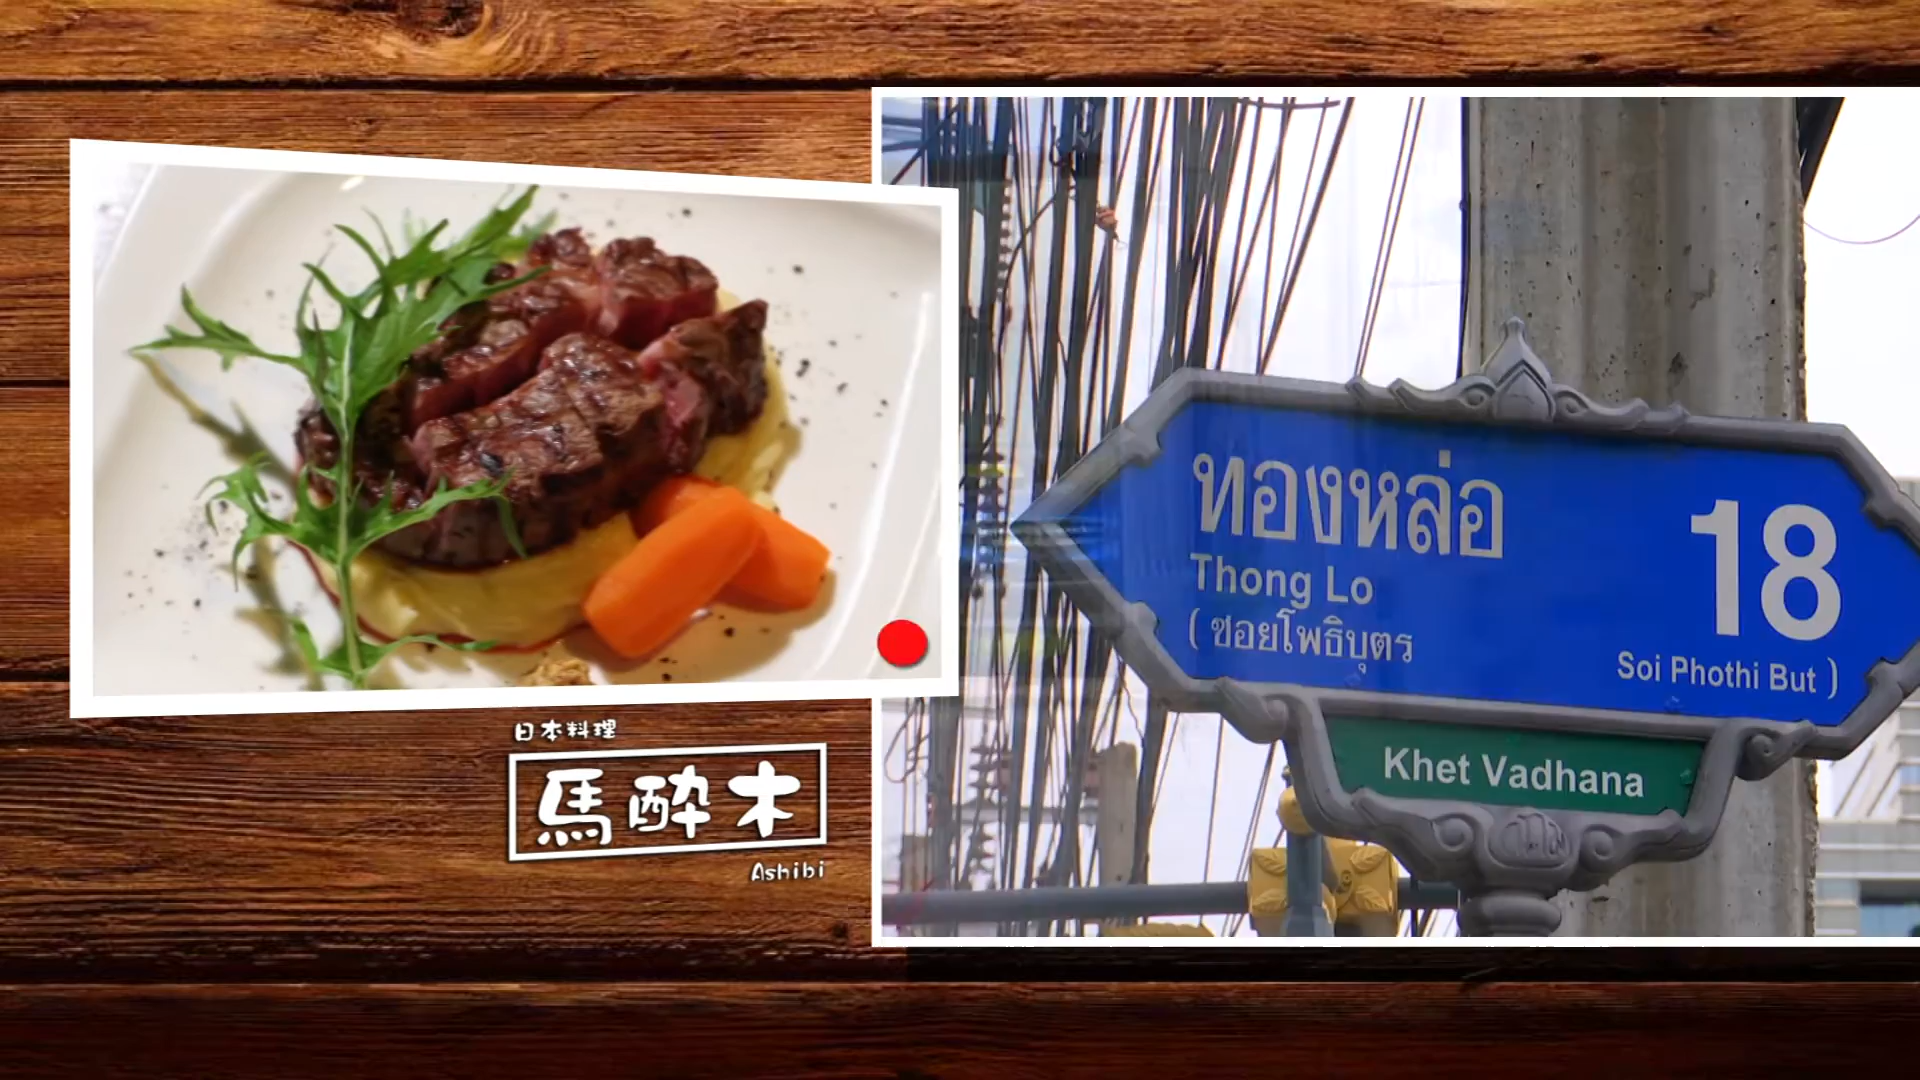 日本料理
馬酔木
Ashibi
ทองหล่อ 18
Thong Lo
( ซอยโพธิบุตร
Soi Phothi But )
Khet Vadhana